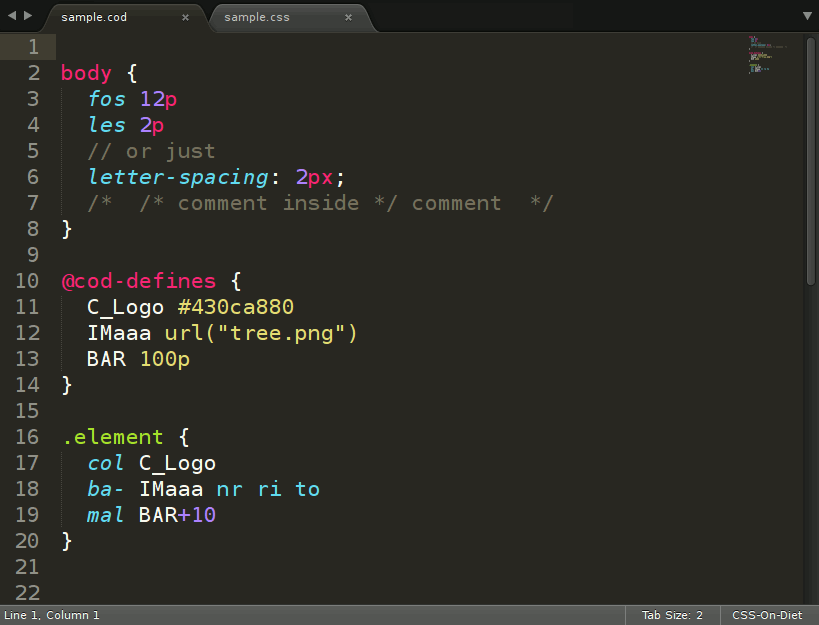 sample.cod × sample.css ×
1
2 body {
3 fos 12p
4 les 2p
5 // or just
6 letter-spacing: 2px;
7 /*  /* comment inside */ comment  */
8 }
9
10 @cod-defines {
11 C_Logo #430ca880
12 IMaaa url("tree.png")
13 BAR 100p
14 }
15
16 .element {
17 col C_Logo
18 ba- IMaaa nr ri to
19 mal BAR+10
20 }
21
22
Line 1, Column 1 Tab Size: 2 CSS-On-Diet